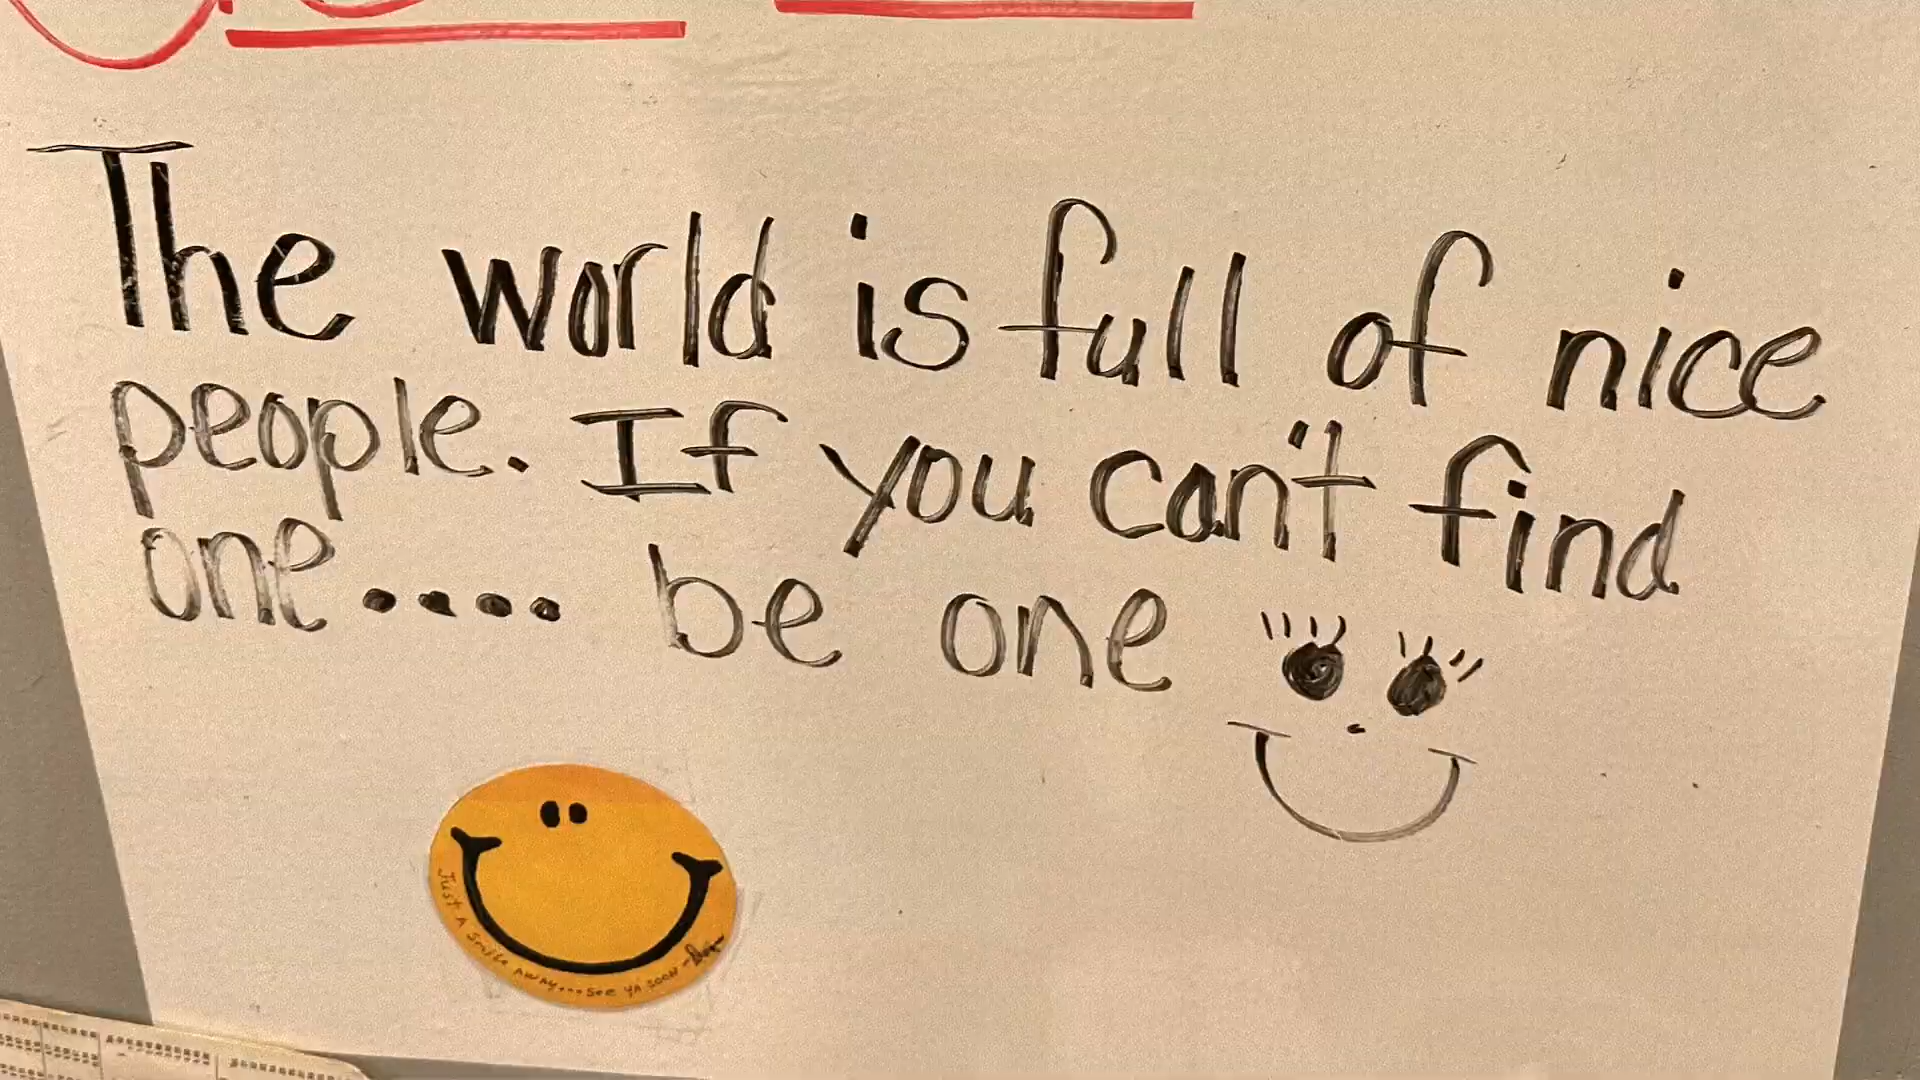 The world is full of nice
people. If you can't find
one.... be one
Just A Smile AWAY...See YA SOON